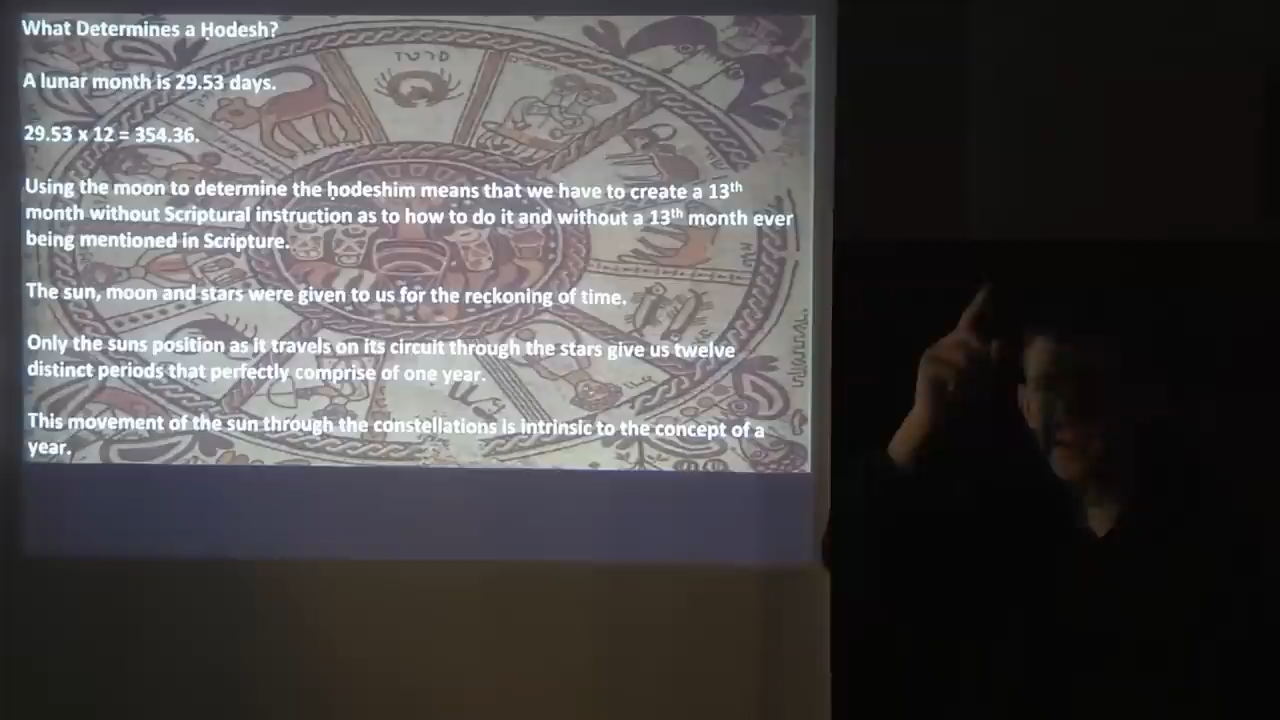 What Determines a Ḥodesh?
A lunar month is 29.53 days.
29.53 x 12 = 354.36.
Using the moon to determine the ḥodeshim means that we have to create a 13th
month without Scriptural instruction as to how to do it and without a 13th month ever
being mentioned in Scripture.
The sun, moon and stars were given to us for the reckoning of time.
Only the suns position as it travels on its circuit through the stars give us twelve
distinct periods that perfectly comprise of one year.
This movement of the sun through the constellations is intrinsic to the concept of a
year.